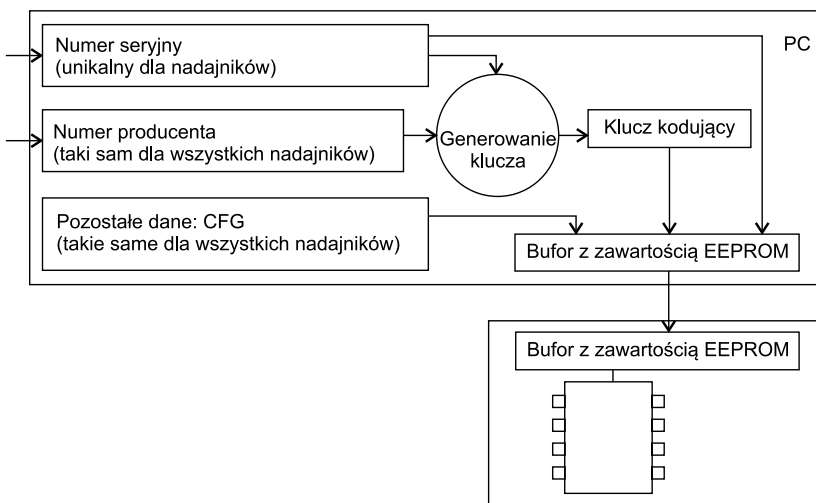 Numer seryjny
(unikalny dla nadajników)
PC
Numer producenta
(taki sam dla wszystkich nadajników)
Generowanie
klucza
Klucz kodujący
Pozostałe dane: CFG
(takie same dla wszystkich nadajników)
Bufor z zawartością EEPROM
Bufor z zawartością EEPROM